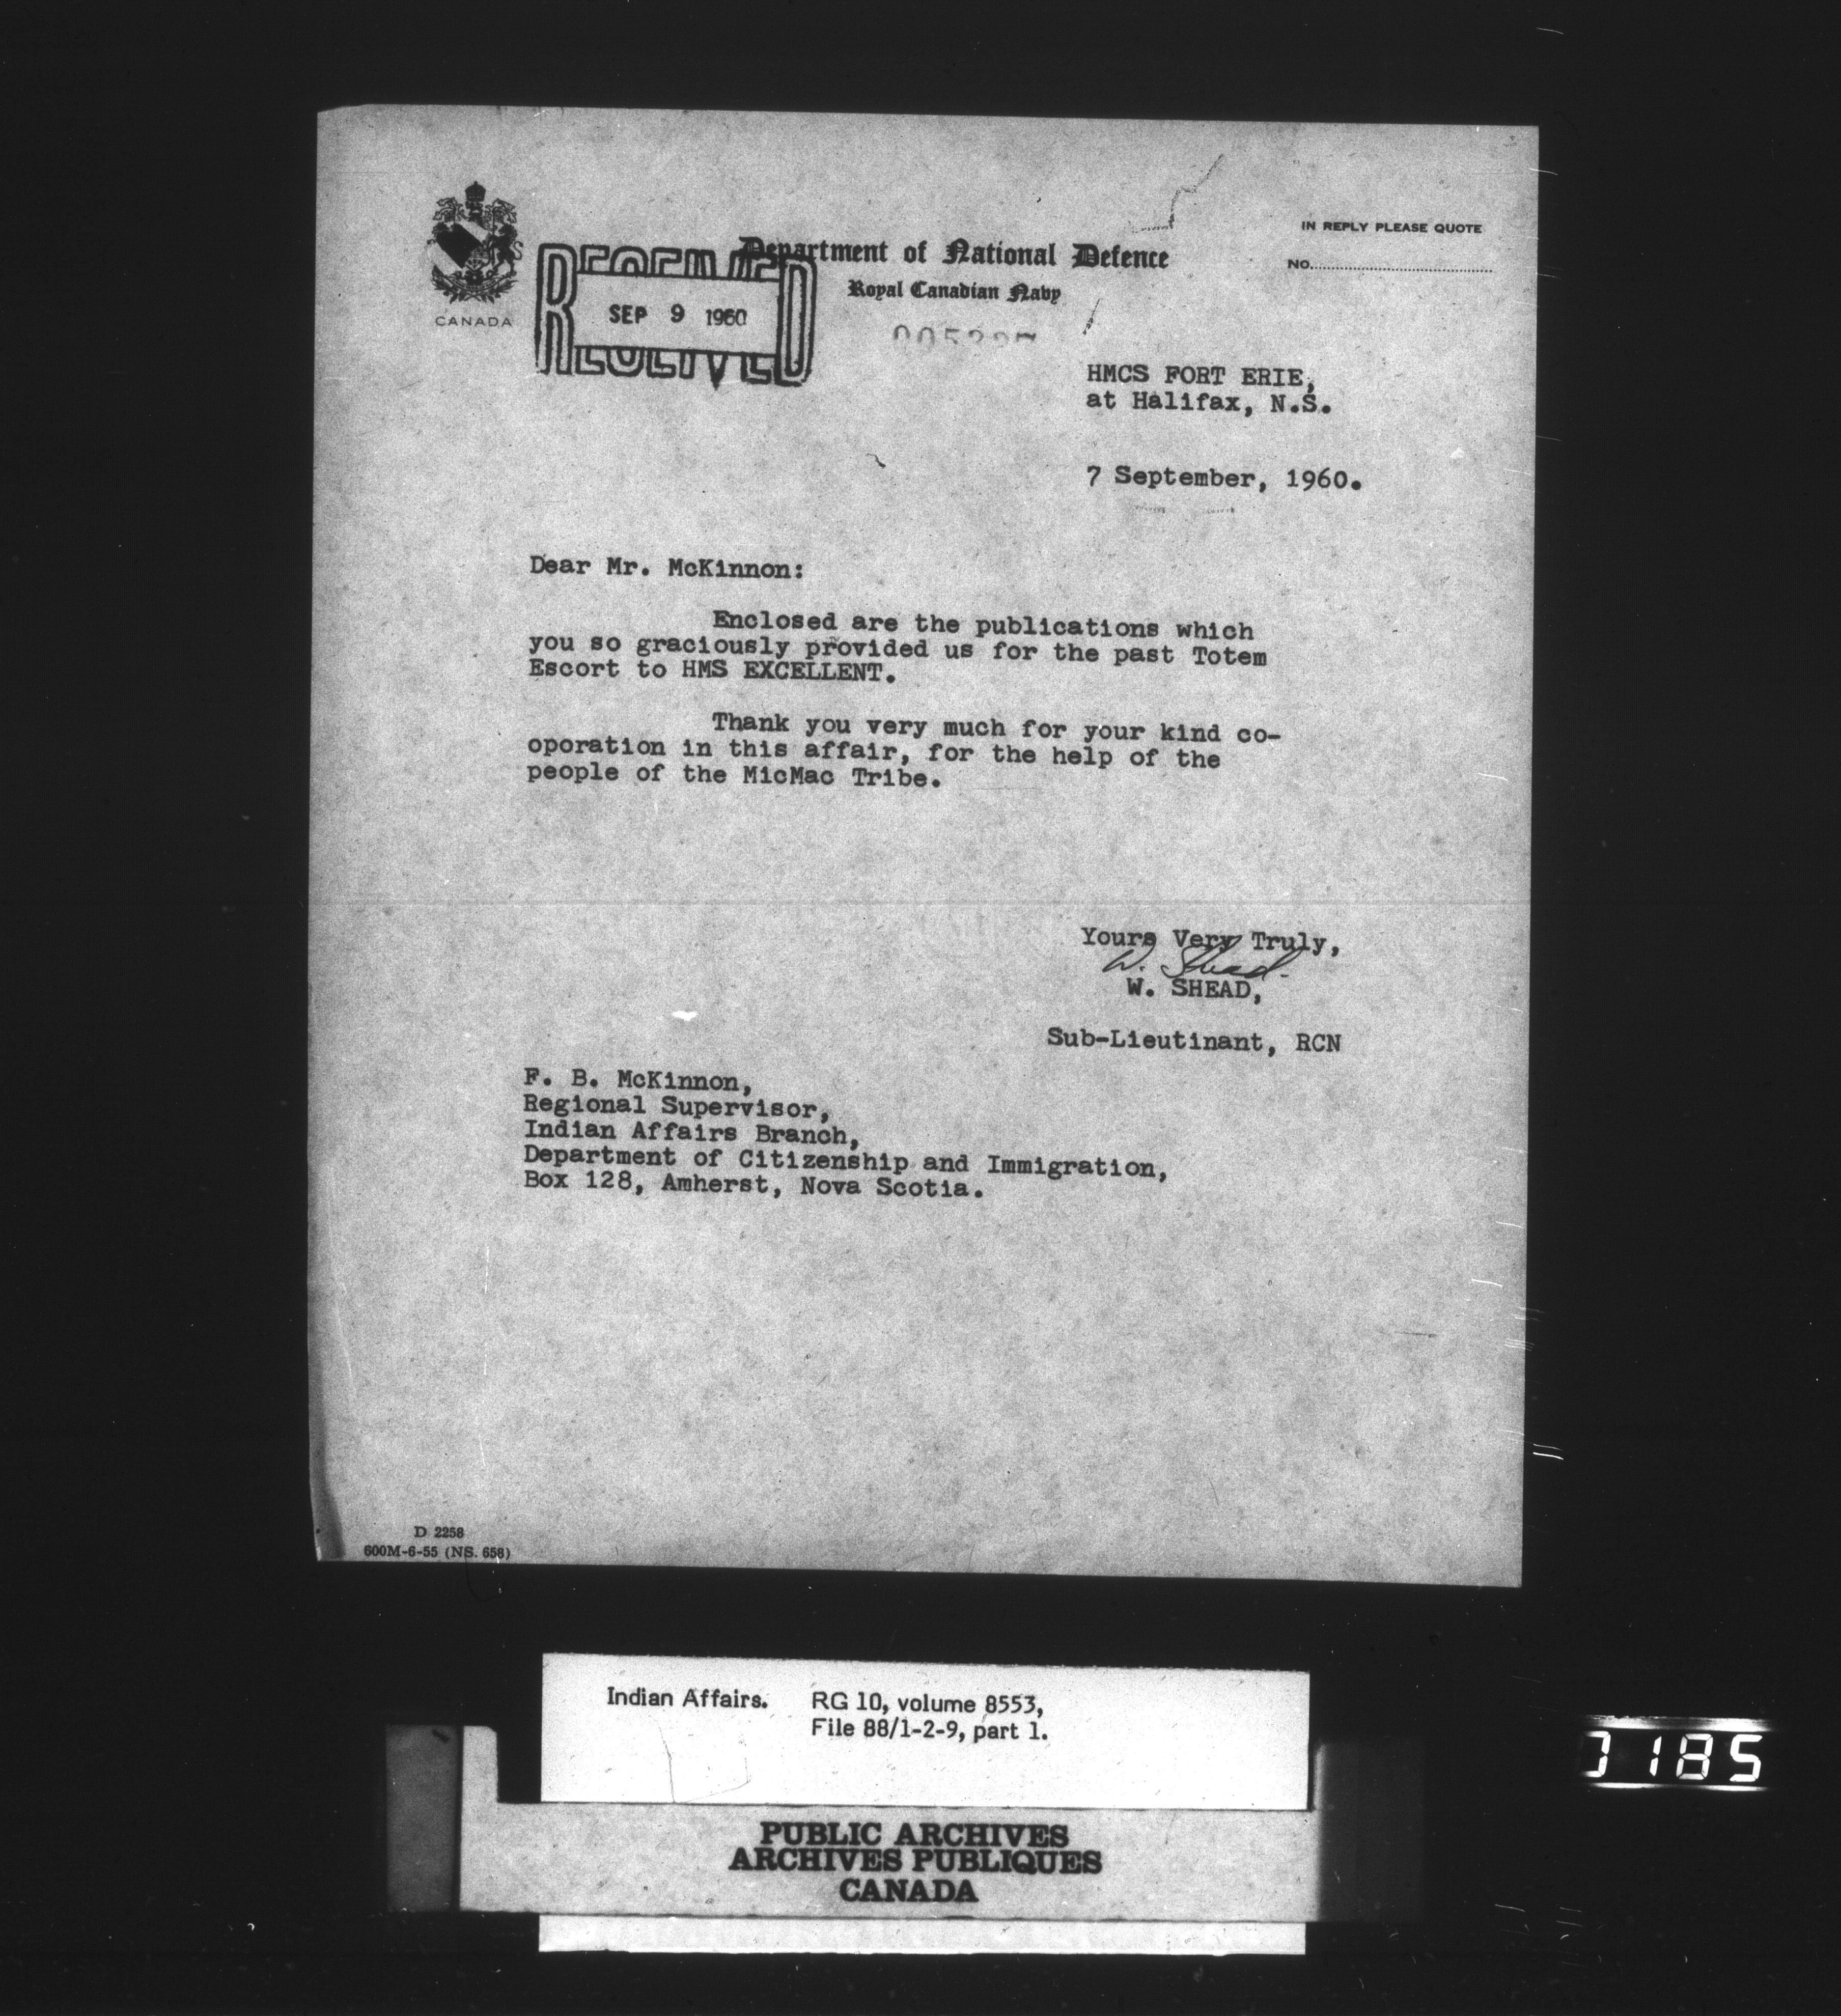 CANADA
RECEIVED
SEP 9 1960
RECEIVED
Department of National Defence
Royal Canadian Navy
IN REPLY PLEASE QUOTE
No.
HMCS FORT ERIE,
at Halifax, N.S.
7 September, 1960.
Dear Mr. McKinnon:
Enclosed are the publications which
you so graciously provided us for the past Totem
Escort to HMS EXCELLENT.
Thank you very much for your kind co-
oporation in this affair, for the help of the
people of the MicMac Tribe.
Yours Very Truly,
W. Shead.
W. SHEAD,
Sub-Lieutinant, RCN
F. B. McKinnon,
Regional Supervisor,
Indian Affairs Branch,
Department of Citizenship and Immigration,
Box 128, Amherst, Nova Scotia.
D 2258
600M-6-55 (NS. 658)
Indian Affairs. RG 10, volume 8553,
File 88/1-2-9, part 1.
PUBLIC ARCHIVES
ARCHIVES PUBLIQUES
CANADA